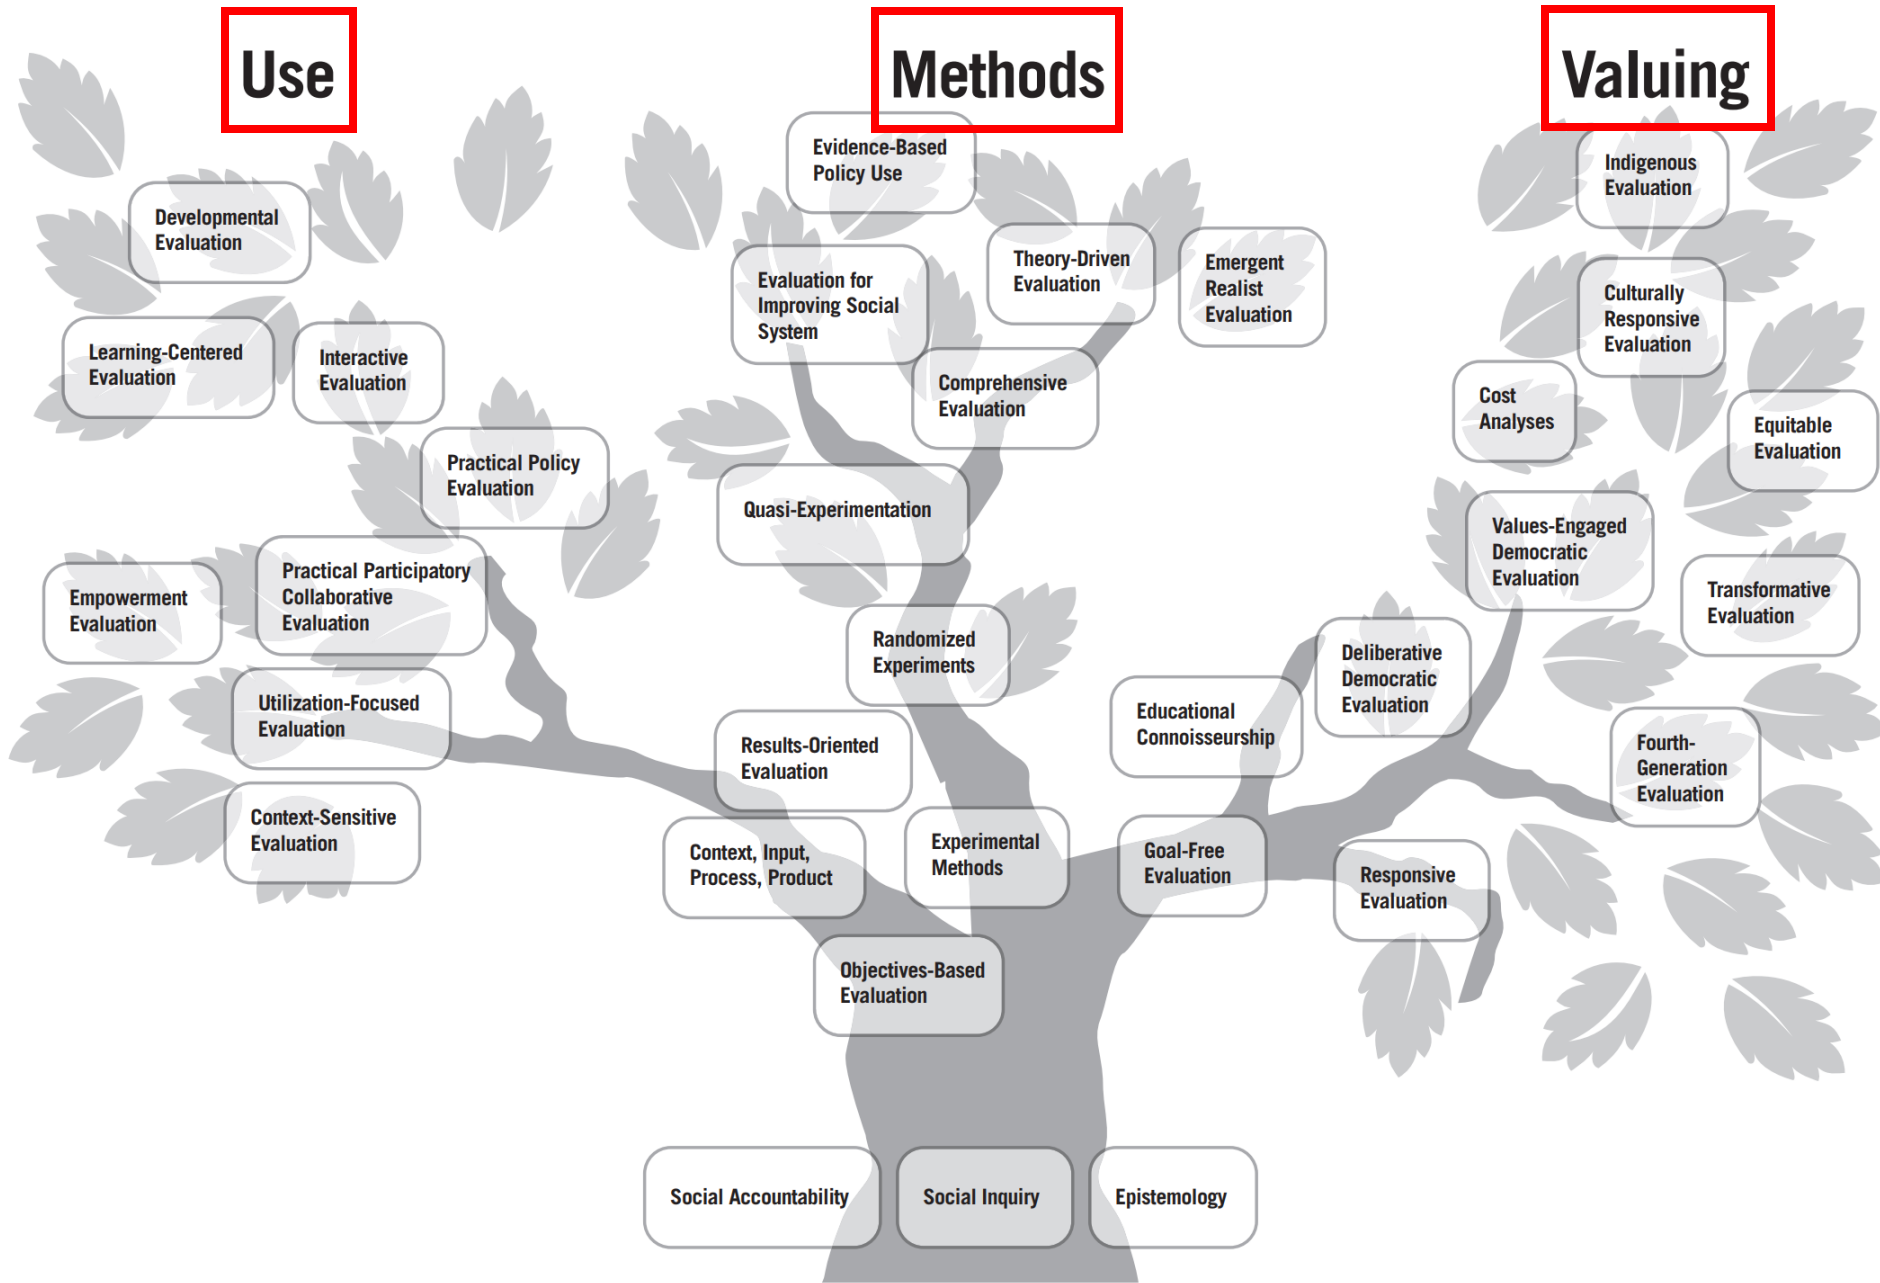 Use
Methods
Valuing
Developmental
Evaluation
Learning-Centered
Evaluation
Interactive
Evaluation
Practical Policy
Evaluation
Empowerment
Evaluation
Practical Participatory
Collaborative
Evaluation
Utilization-Focused
Evaluation
Context-Sensitive
Evaluation
Evidence-Based
Policy Use
Evaluation for
Improving Social
System
Theory-Driven
Evaluation
Emergent
Realist
Evaluation
Comprehensive
Evaluation
Quasi-Experimentation
Randomized
Experiments
Results-Oriented
Evaluation
Context, Input,
Process, Product
Experimental
Methods
Objectives-Based
Evaluation
Indigenous
Evaluation
Culturally
Responsive
Evaluation
Cost
Analyses
Equitable
Evaluation
Values-Engaged
Democratic
Evaluation
Transformative
Evaluation
Deliberative
Democratic
Evaluation
Educational
Connoisseurship
Fourth-
Generation
Evaluation
Goal-Free
Evaluation
Responsive
Evaluation
Social Accountability
Social Inquiry
Epistemology